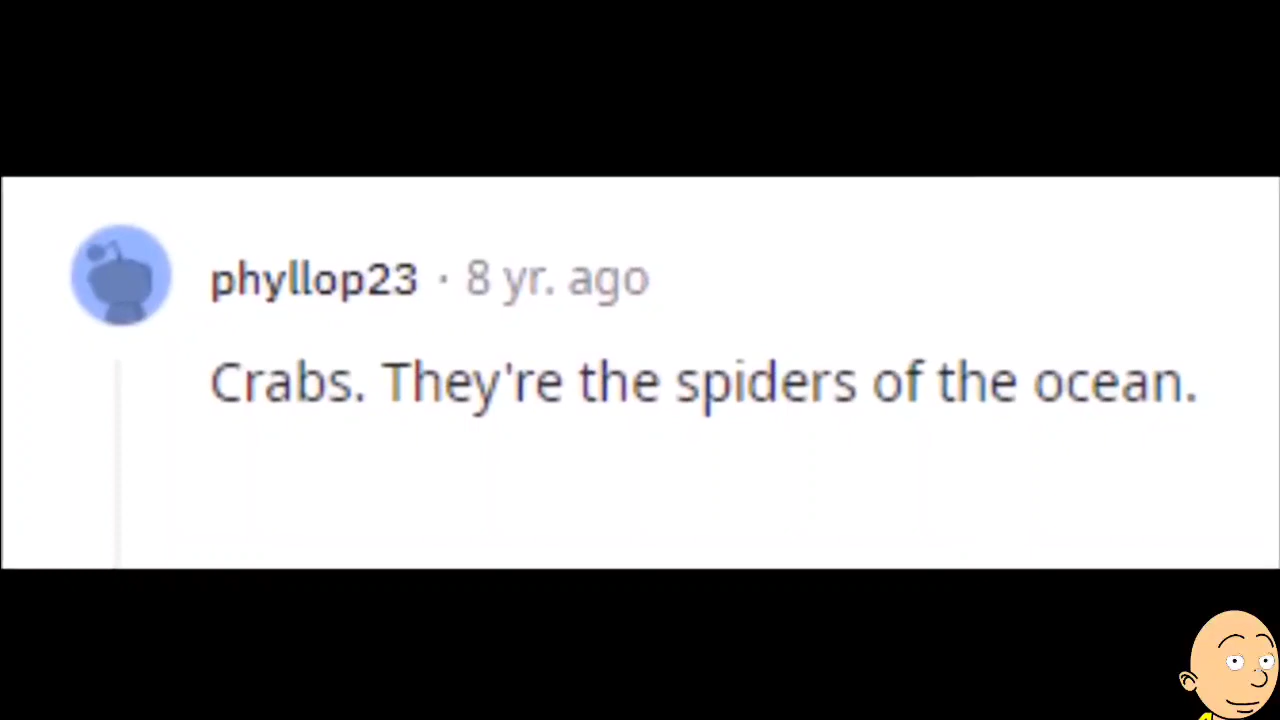 phyllop23 · 8 yr. ago
Crabs. They're the spiders of the ocean.